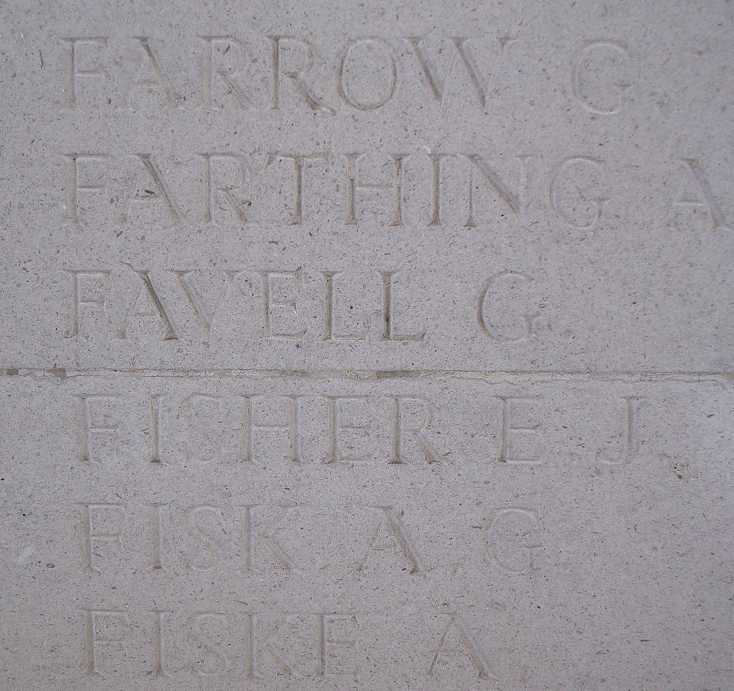 FARROW G.
FARTHING G. A
FAVELL G.
FISHER E. J.
FISK A. G
FISKE A